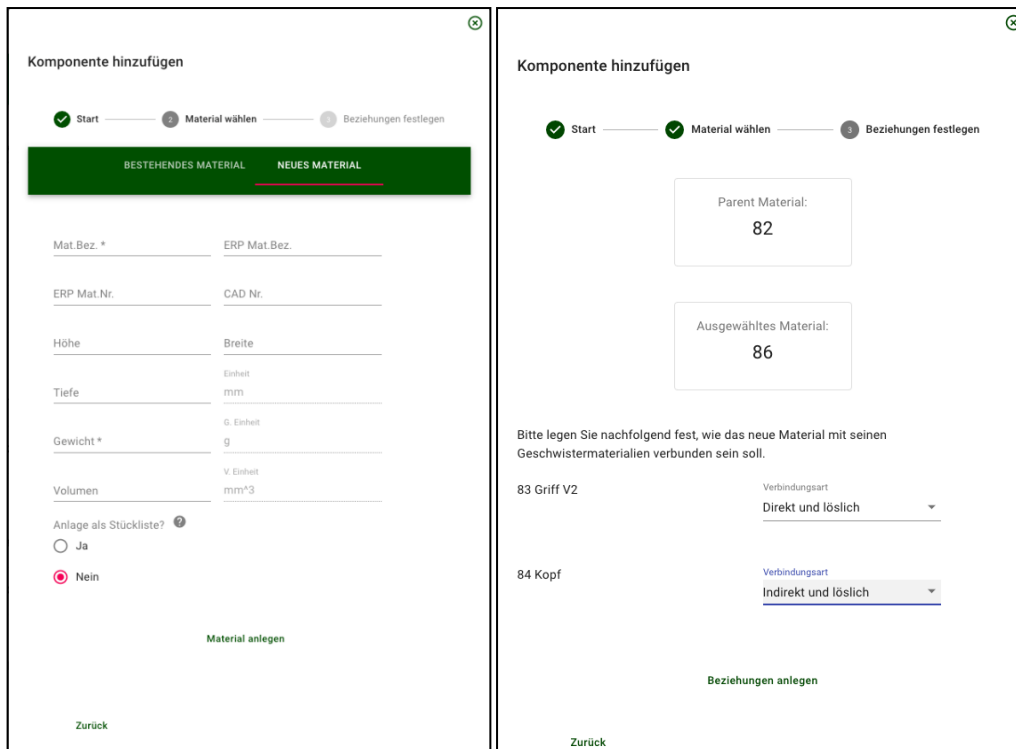 Komponente hinzufügen
Start
2
Material wählen
3
Beziehungen festlegen
BESTEHENDES MATERIAL
NEUES MATERIAL
Mat.Bez. *
ERP Mat.Bez.
ERP Mat.Nr.
CAD Nr.
Höhe
Breite
Tiefe
Einheit
mm
Gewicht *
G. Einheit
g
Volumen
V. Einheit
mm^3
Anlage als Stückliste? ?
Ja
Nein
Material anlegen
Zurück
Komponente hinzufügen
Start
Material wählen
3
Beziehungen festlegen
Parent Material:
82
Ausgewähltes Material:
86
Bitte legen Sie nachfolgend fest, wie das neue Material mit seinen
Geschwistermaterialien verbunden sein soll.
83 Griff V2
Verbindungsart
Direkt und löslich
84 Kopf
Verbindungsart
Indirekt und löslich
Beziehungen anlegen
Zurück